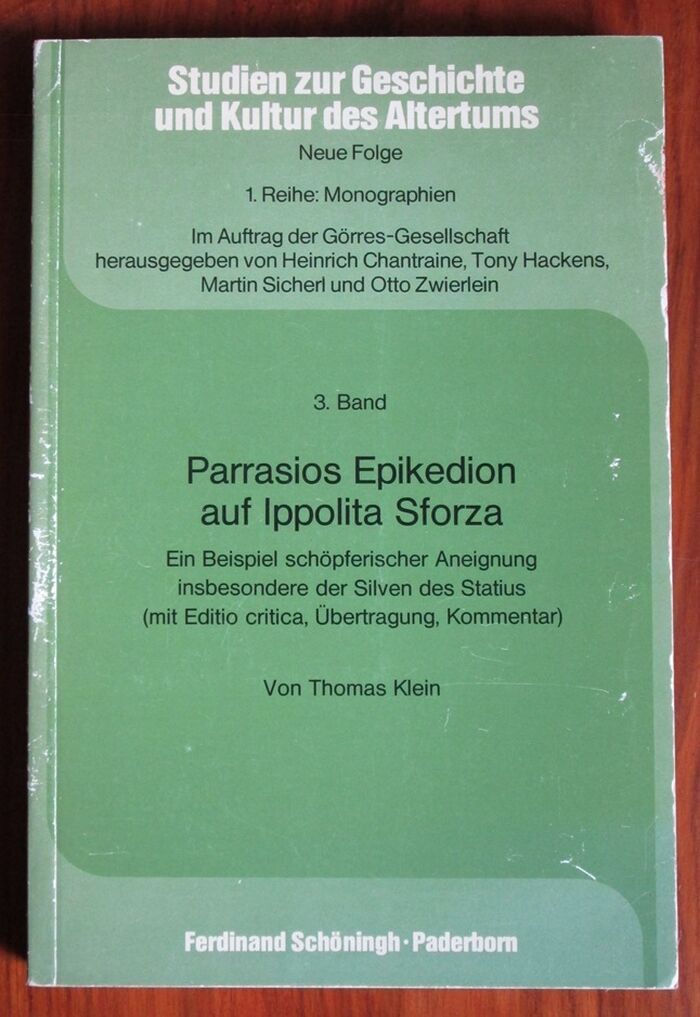 Studien zur Geschichte
und Kultur des Altertums
Neue Folge
1. Reihe: Monographien
Im Auftrag der Görres-Gesellschaft
herausgegeben von Heinrich Chantraine, Tony Hackens,
Martin Sicherl und Otto Zwierlein
3. Band
Parrasios Epikedion
auf Ippolita Sforza
Ein Beispiel schöpferischer Aneignung
insbesondere der Silven des Statius
(mit Editio critica, Übertragung, Kommentar)
Von Thomas Klein
Ferdinand Schöningh · Paderborn